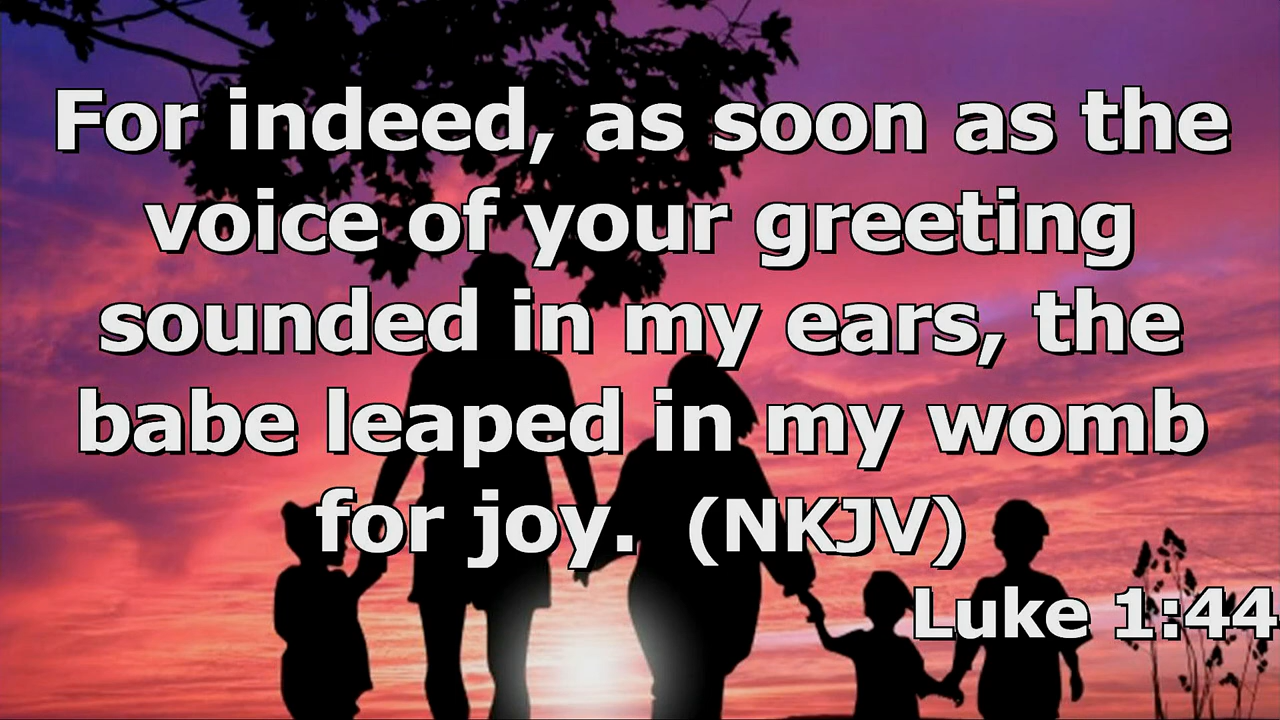 For indeed, as soon as the
voice of your greeting
sounded in my ears, the
babe leaped in my womb
for joy.  (NKJV)
Luke 1:44